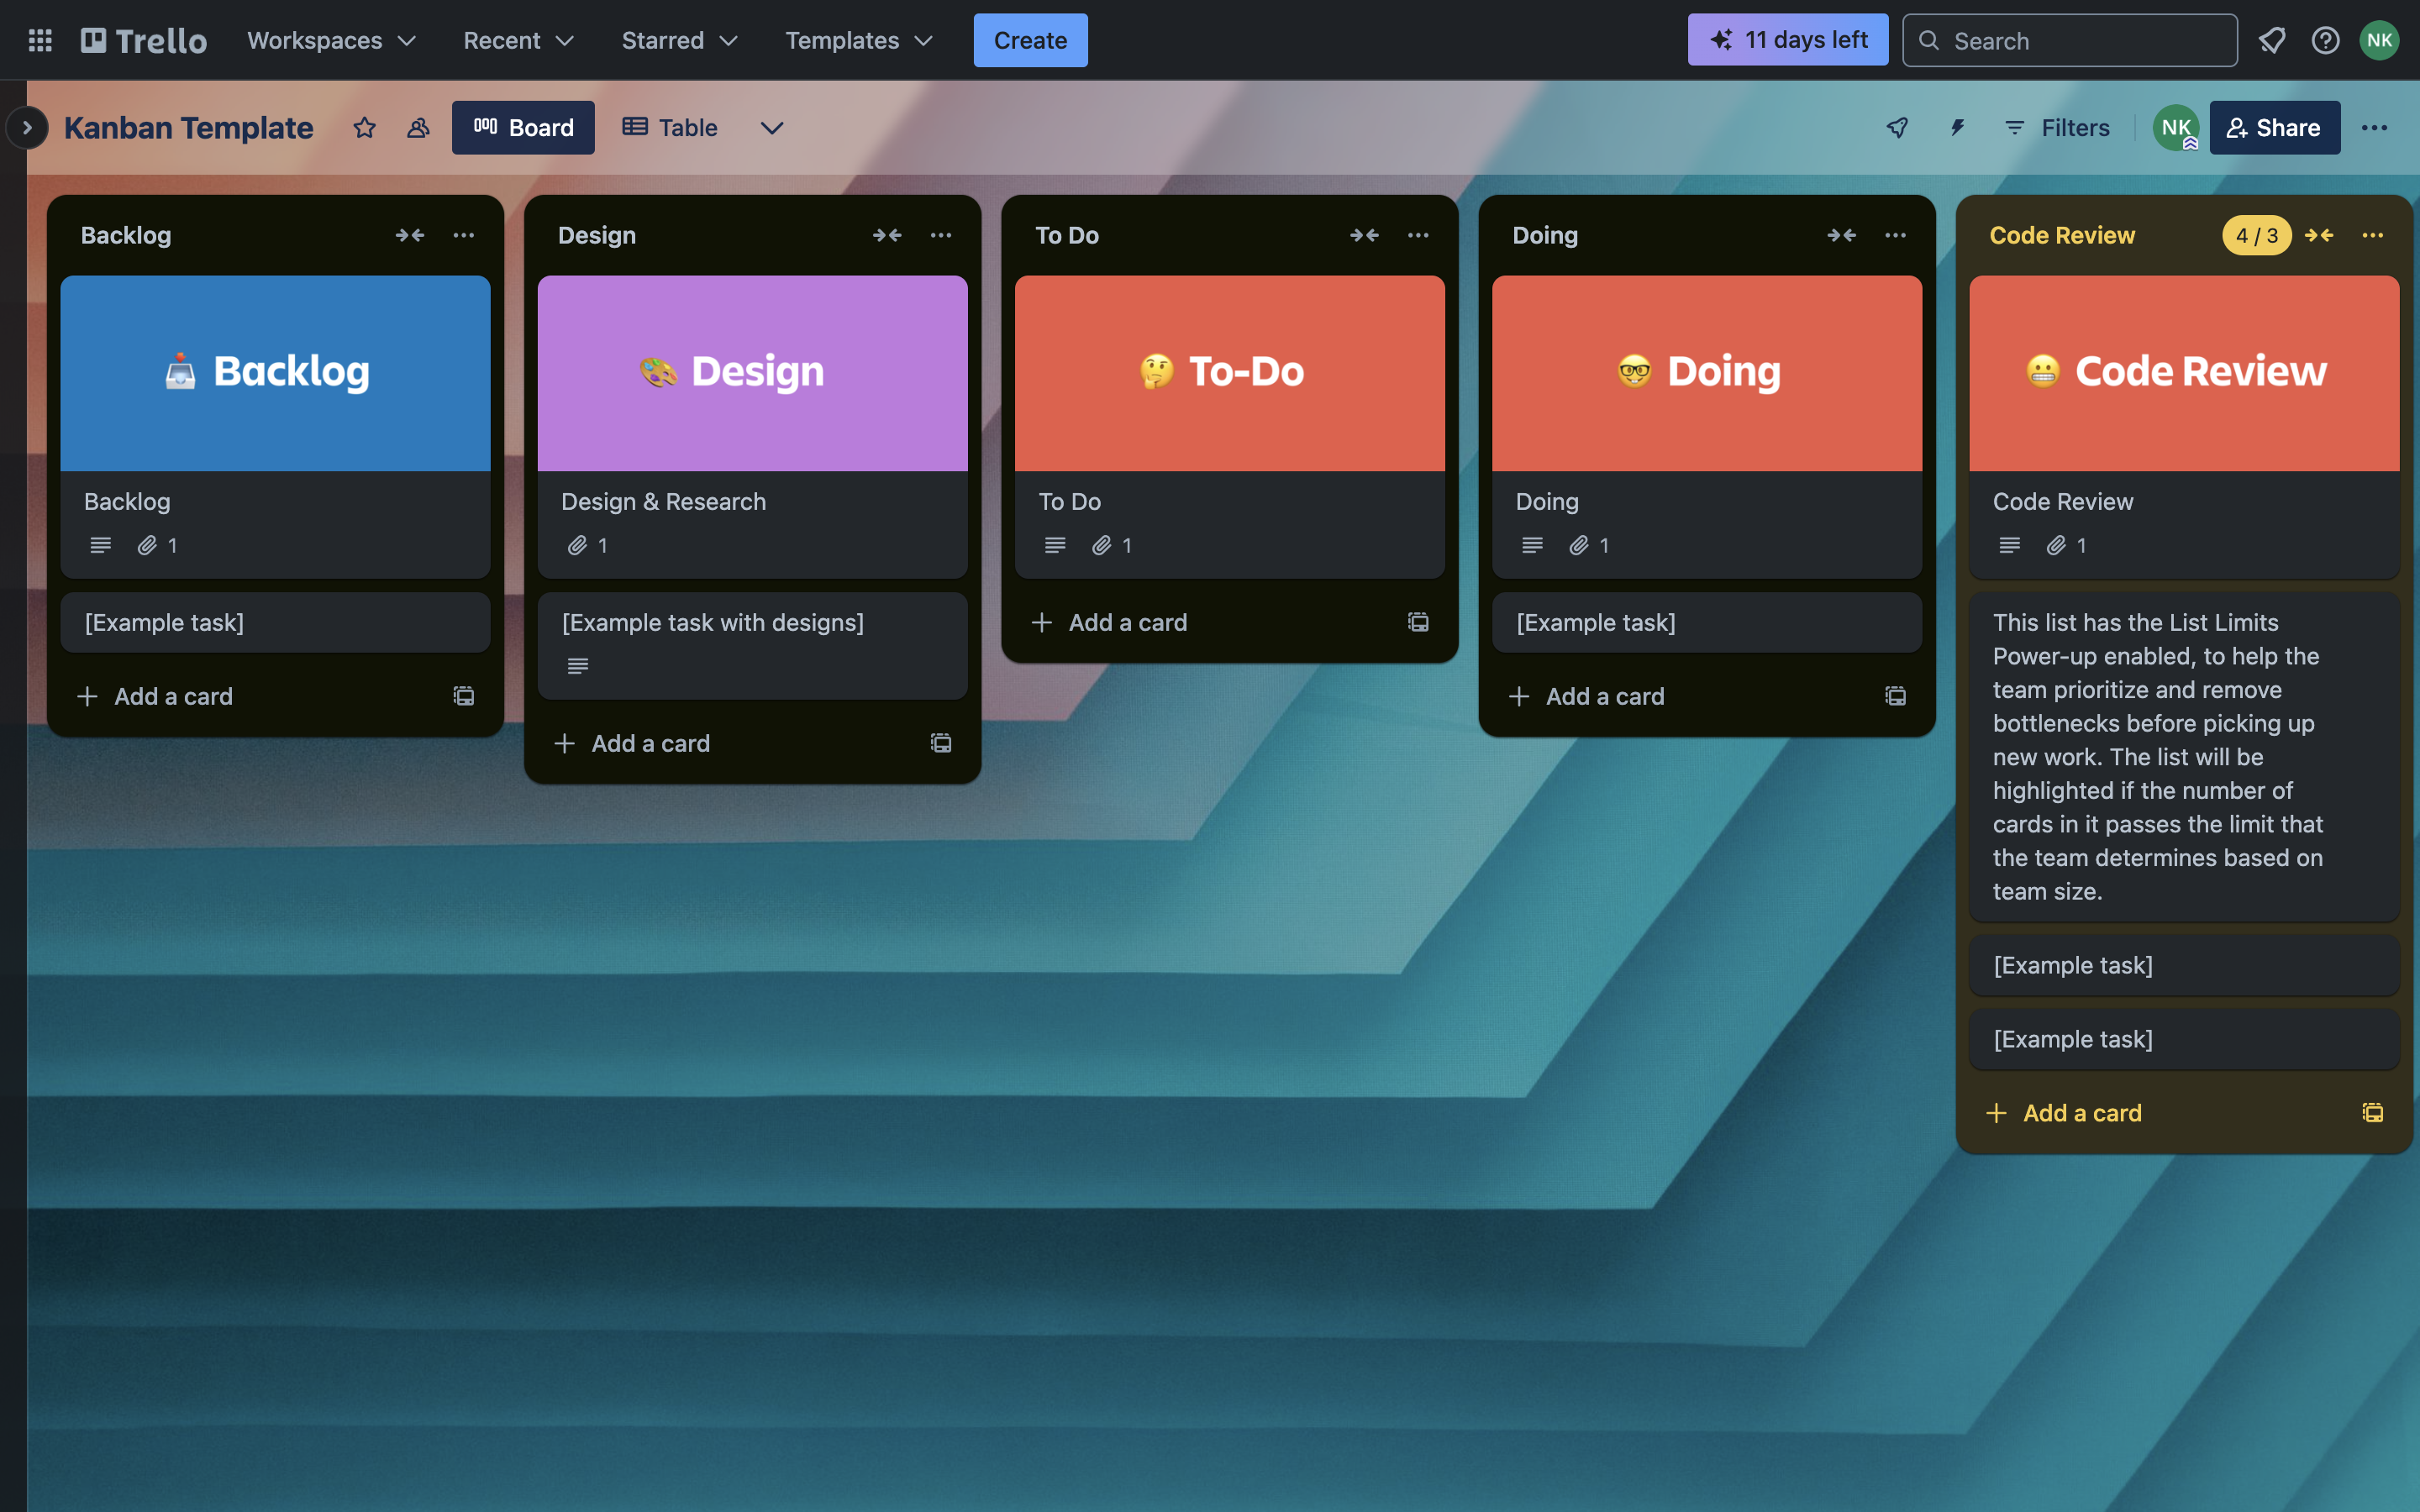 Trello
Workspaces
Recent
Starred
Templates
Create
11 days left
Search
NK
Kanban Template
Board
Table
Filters
NK
Share
Backlog
Backlog
Backlog
1
[Example task]
Add a card
Design
Design
Design & Research
1
[Example task with designs]
Add a card
To Do
To-Do
To Do
1
Add a card
Doing
Doing
Doing
1
[Example task]
Add a card
Code Review
4 / 3
Code Review
Code Review
1
This list has the List Limits
Power-up enabled, to help the
team prioritize and remove
bottlenecks before picking up
new work. The list will be
highlighted if the number of
cards in it passes the limit that
the team determines based on
team size.
[Example task]
[Example task]
Add a card